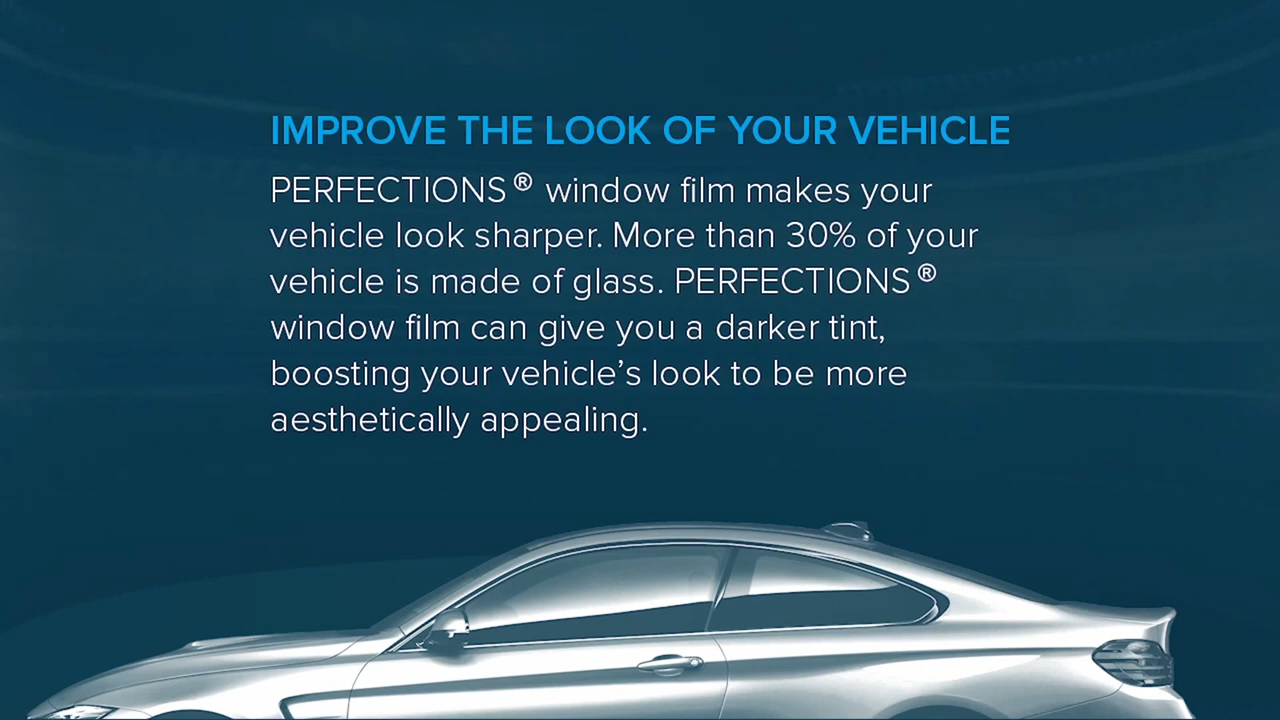 IMPROVE THE LOOK OF YOUR VEHICLE
PERFECTIONS® window film makes your
vehicle look sharper. More than 30% of your
vehicle is made of glass. PERFECTIONS®
window film can give you a darker tint,
boosting your vehicle’s look to be more
aesthetically appealing.